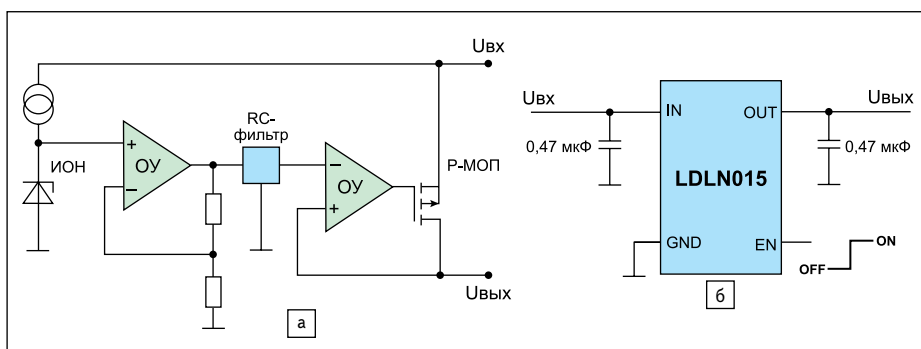 Uвх
RC-
фильтр
ИОН
+
ОУ
–
–
ОУ
+
Р-МОП
Uвых
а
Uвх
IN
OUT
Uвых
0,47 мкФ
0,47 мкФ
LDLN015
GND
EN
OFF
ON
б